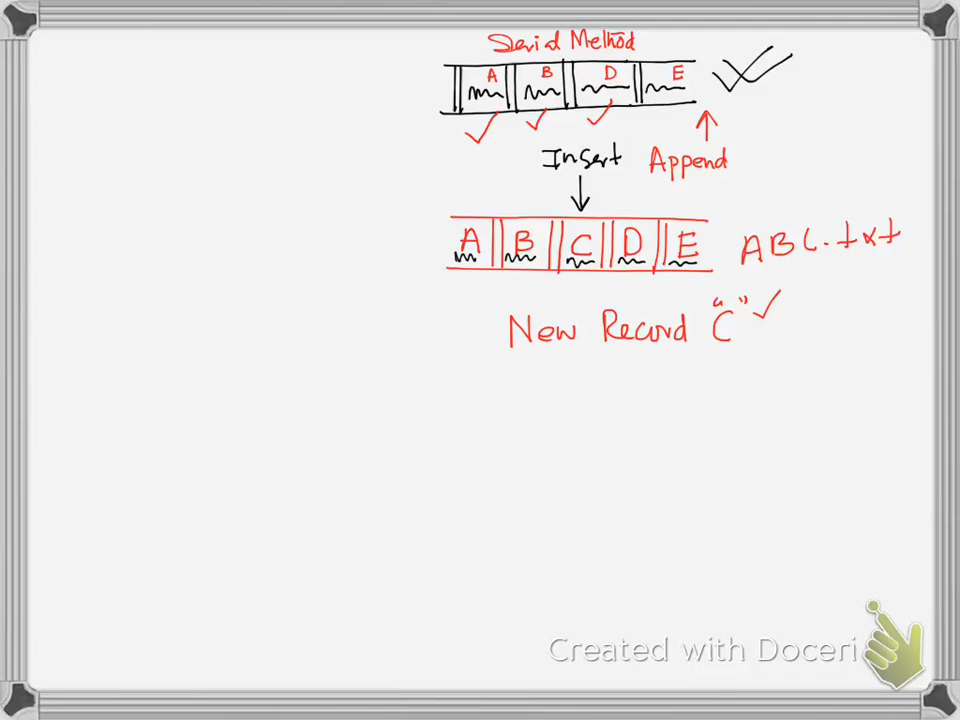 Serial Method
A B D E
Insert Append
A B C D E ABC.txt
New Record "C"
Created with Doceri